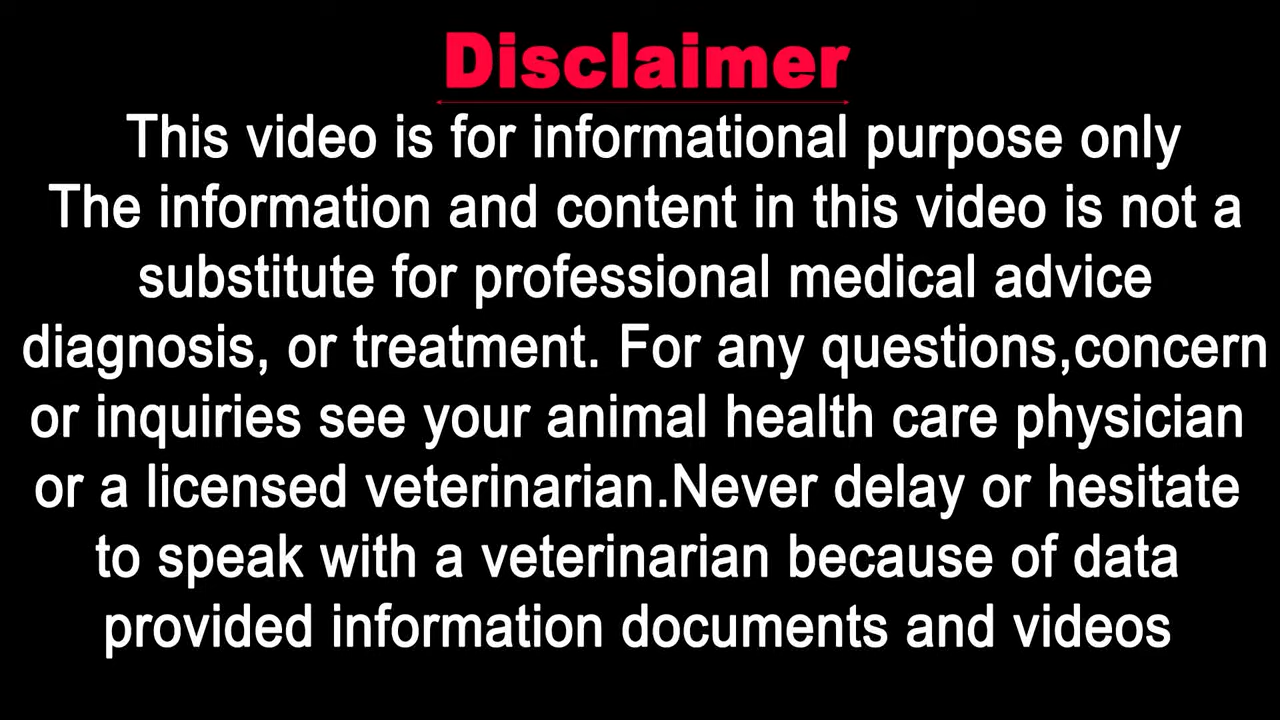 Disclaimer
This video is for informational purpose only
The information and content in this video is not a
substitute for professional medical advice
diagnosis, or treatment. For any questions,concern
or inquiries see your animal health care physician
or a licensed veterinarian.Never delay or hesitate
to speak with a veterinarian because of data
provided information documents and videos